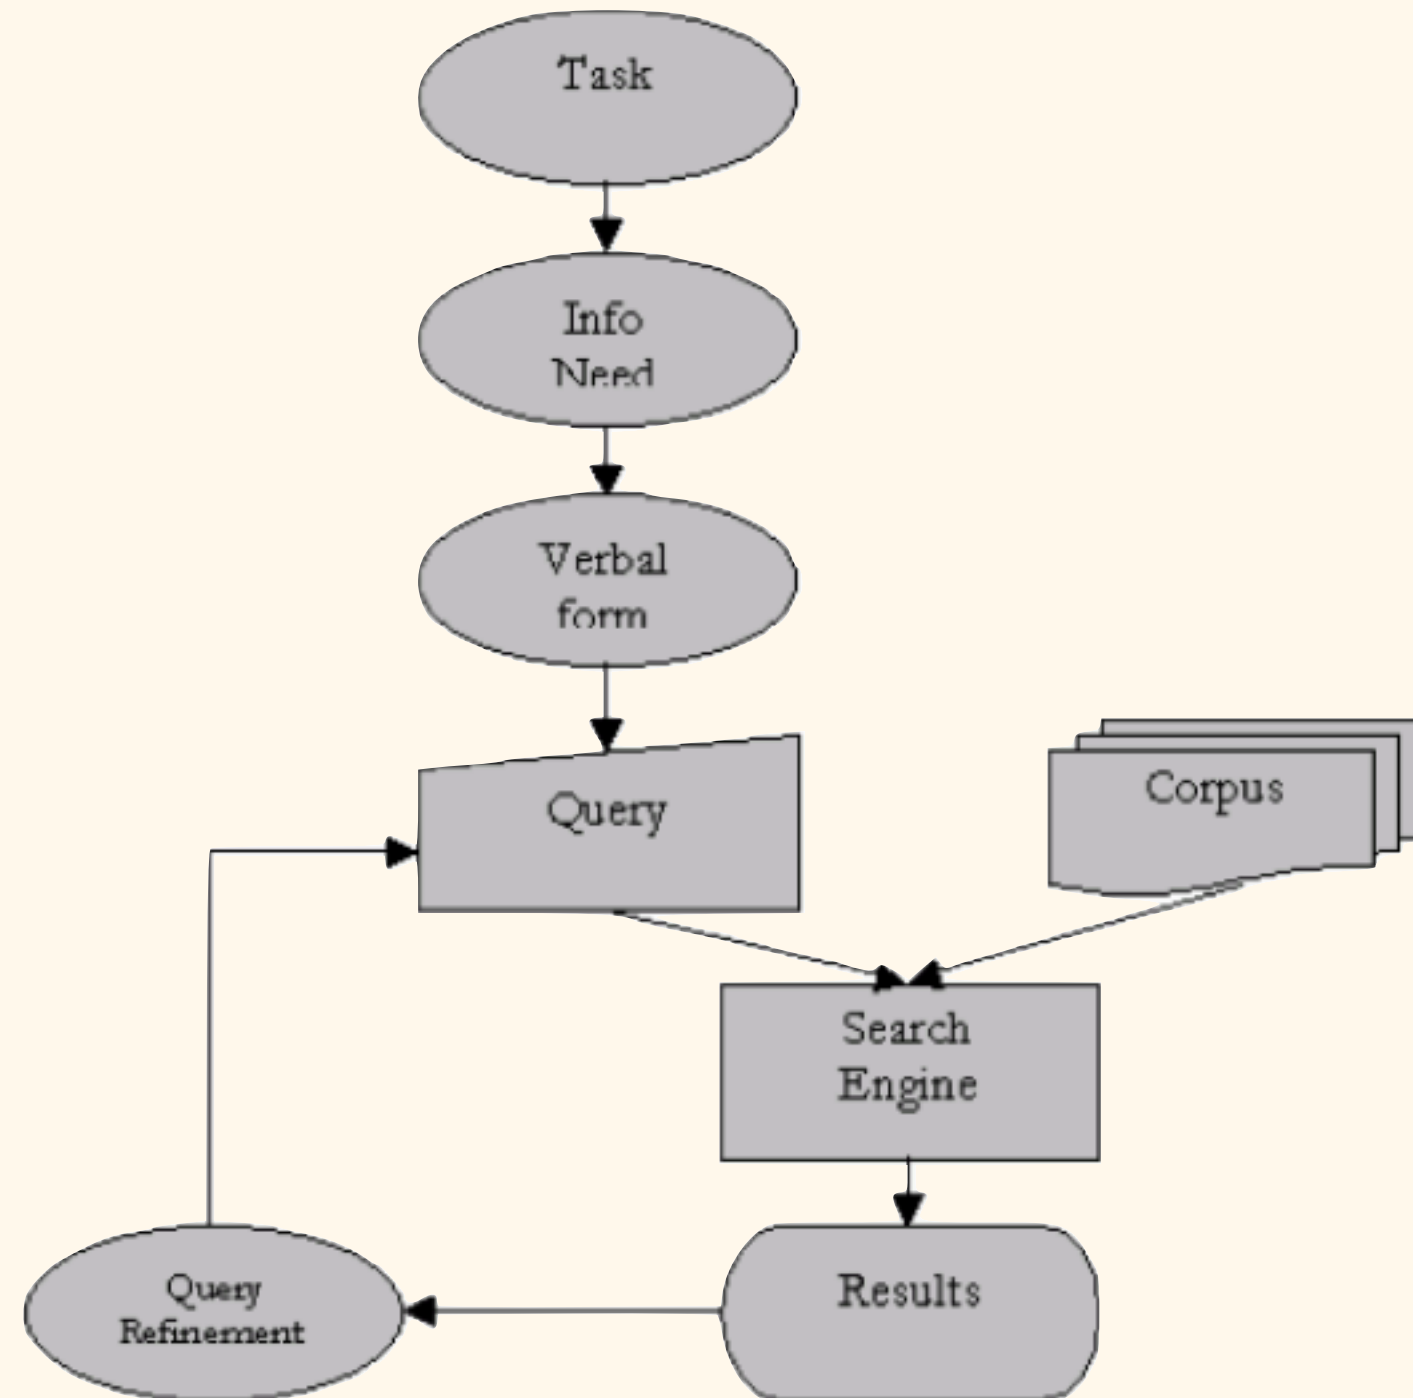 Task
Info
Need
Verbal
form
Query
Corpus
Search
Engine
Results
Query
Refinement